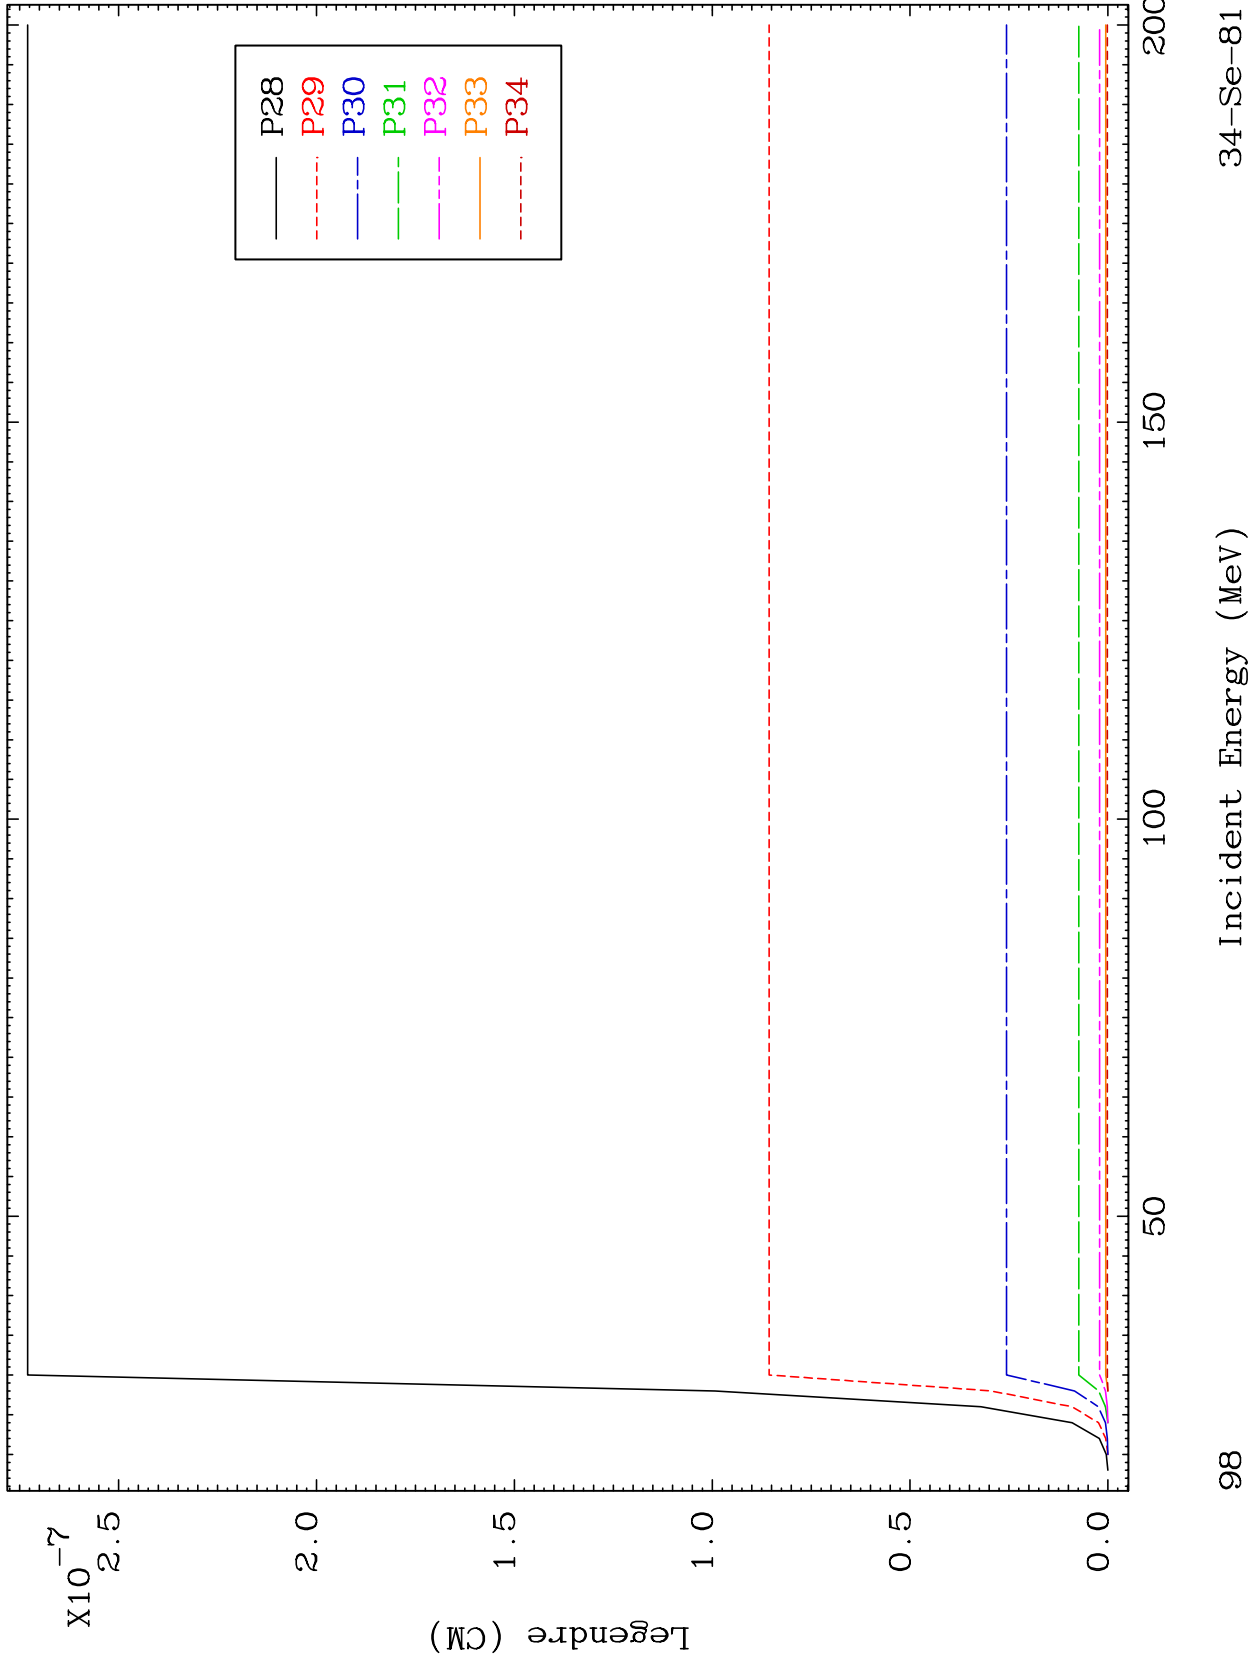 X10-7
2.5
2.0
1.5
1.0
0.5
0.0
Legendre (CM)
P28
P29
P30
P31
P32
P33
P34
50
100
150
200
Incident Energy (MeV)
98
34-Se-81